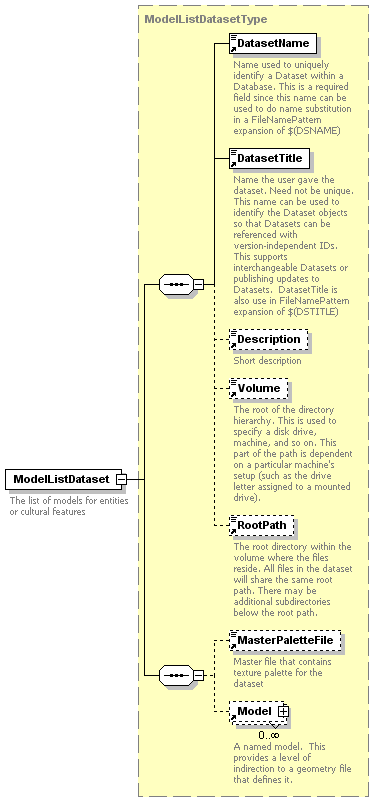 ModelListDatasetType
DatasetName
Name used to uniquely
identify a Dataset within a
Database. This is a required
field since this name can be
used to do name substitution
in a FileNamePattern
expansion of $(DSNAME)
DatasetTitle
Name the user gave the
dataset. Need not be unique.
This name can be used to
identify the Dataset objects
so that Datasets can be
referenced with
version-independent IDs.
This supports
interchangeable Datasets or
publishing updates to
Datasets.  DatasetTitle is
also use in FileNamePattern
expansion of $(DSTITLE)
Description
Short description
Volume
The root of the directory
hierarchy. This is used to
specify a disk drive,
machine, and so on. This
part of the path is dependent
on a particular machine's
setup (such as the drive
letter assigned to a mounted
drive).
ModelListDataset
The list of models for entities
or cultural features
RootPath
The root directory within the
volume where the files
reside. All files in the dataset
will share the same root
path. There may be
additional subdirectories
below the root path.
MasterPaletteFile
Master file that contains
texture palette for the
dataset
Model
0..∞
A named model.  This
provides a level of
indirection to a geometry file
that defines it.